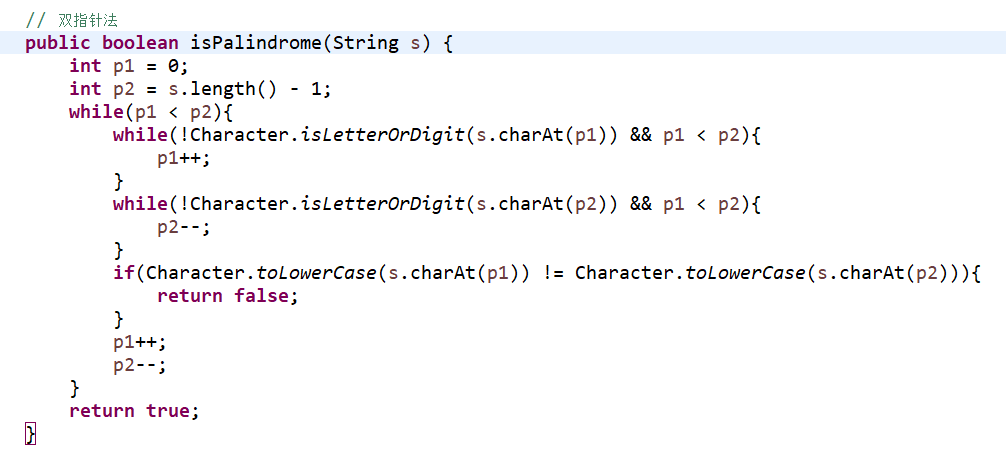 // 双指针法
public boolean isPalindrome(String s) {
    int p1 = 0;
    int p2 = s.length() - 1;
    while(p1 < p2){
        while(!Character.isLetterOrDigit(s.charAt(p1)) && p1 < p2){
            p1++;
        }
        while(!Character.isLetterOrDigit(s.charAt(p2)) && p1 < p2){
            p2--;
        }
        if(Character.toLowerCase(s.charAt(p1)) != Character.toLowerCase(s.charAt(p2))){
            return false;
        }
        p1++;
        p2--;
    }
    return true;
}